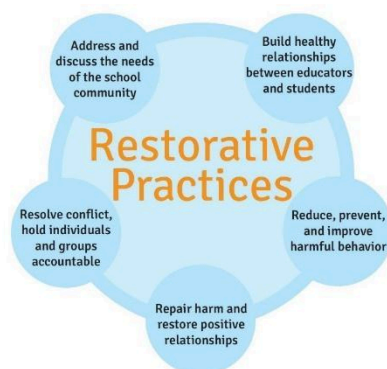 Address and
discuss the needs
of the school
community
Build healthy
relationships
between educators
and students
Restorative
Practices
Resolve conflict,
hold individuals
and groups
accountable
Reduce, prevent,
and improve
harmful behavior
Repair harm and
restore positive
relationships